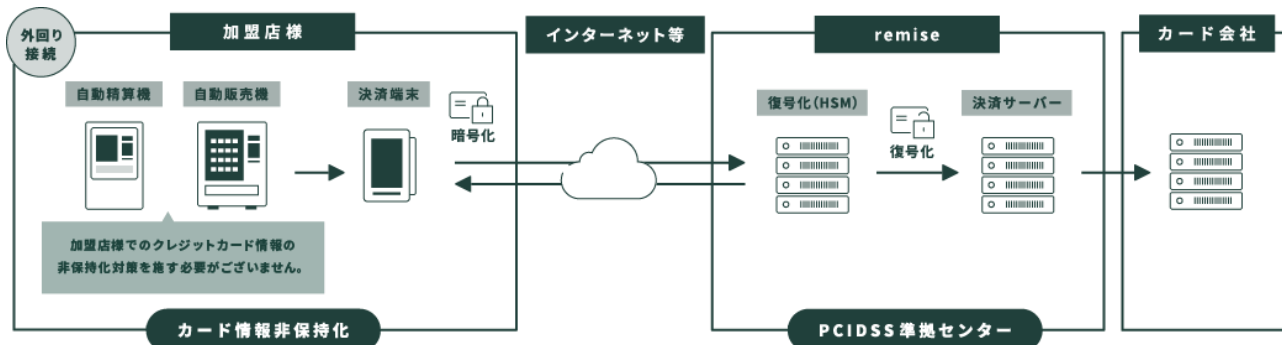 外回り
接続
加盟店様
インターネット等
remise
カード会社
自動精算機
自動販売機
決済端末
暗号化
復号化(HSM)
復号化
決済サーバー
加盟店様でのクレジットカード情報の
非保持化対策を施す必要がございません。
カード情報非保持化
PCIDSS準拠センター